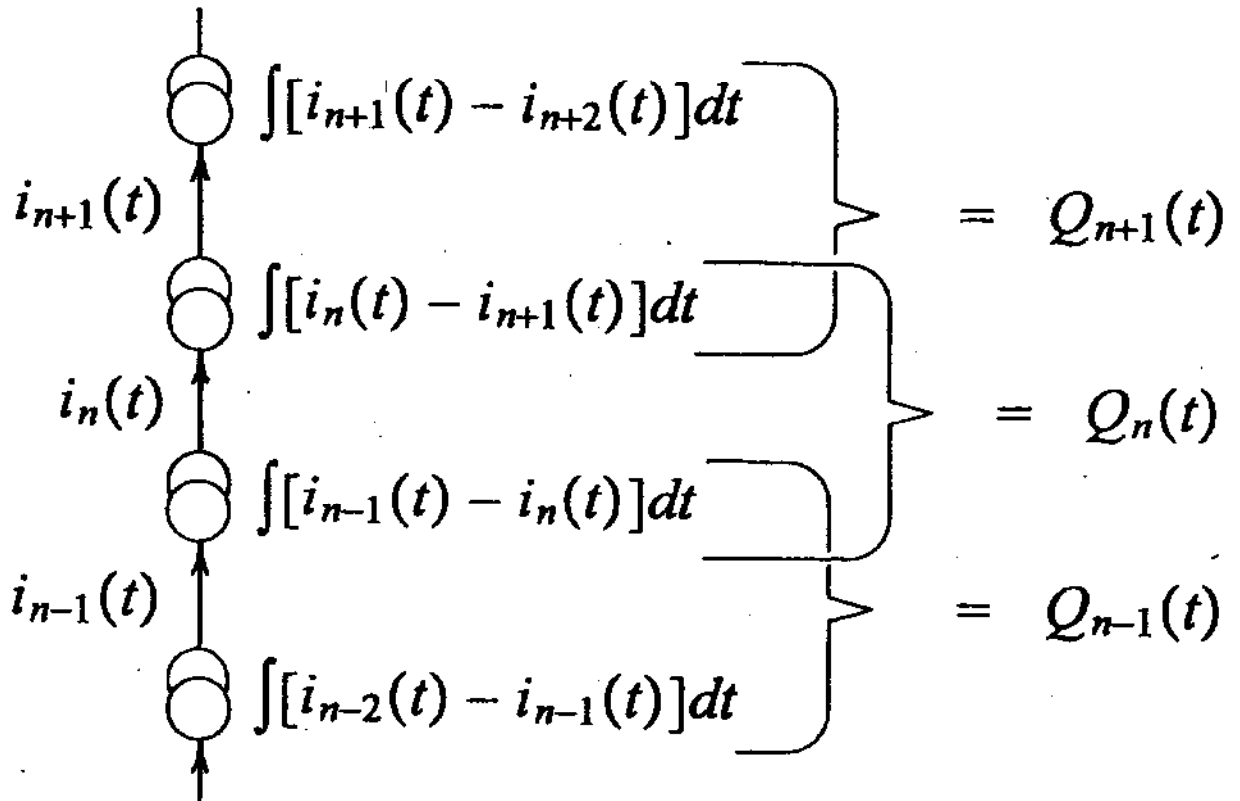 ∫[i_{n+1}(t) − i_{n+2}(t)]dt
i_{n+1}(t) = Q_{n+1}(t)
∫[i_n(t) − i_{n+1}(t)]dt
i_n(t) = Q_n(t)
∫[i_{n−1}(t) − i_n(t)]dt
i_{n−1}(t) = Q_{n−1}(t)
∫[i_{n−2}(t) − i_{n−1}(t)]dt